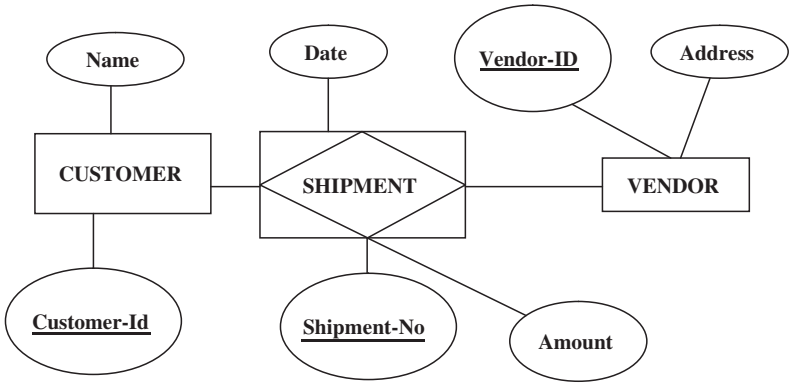 Name
Date
Vendor-ID
Address
CUSTOMER
SHIPMENT
VENDOR
Customer-Id
Shipment-No
Amount